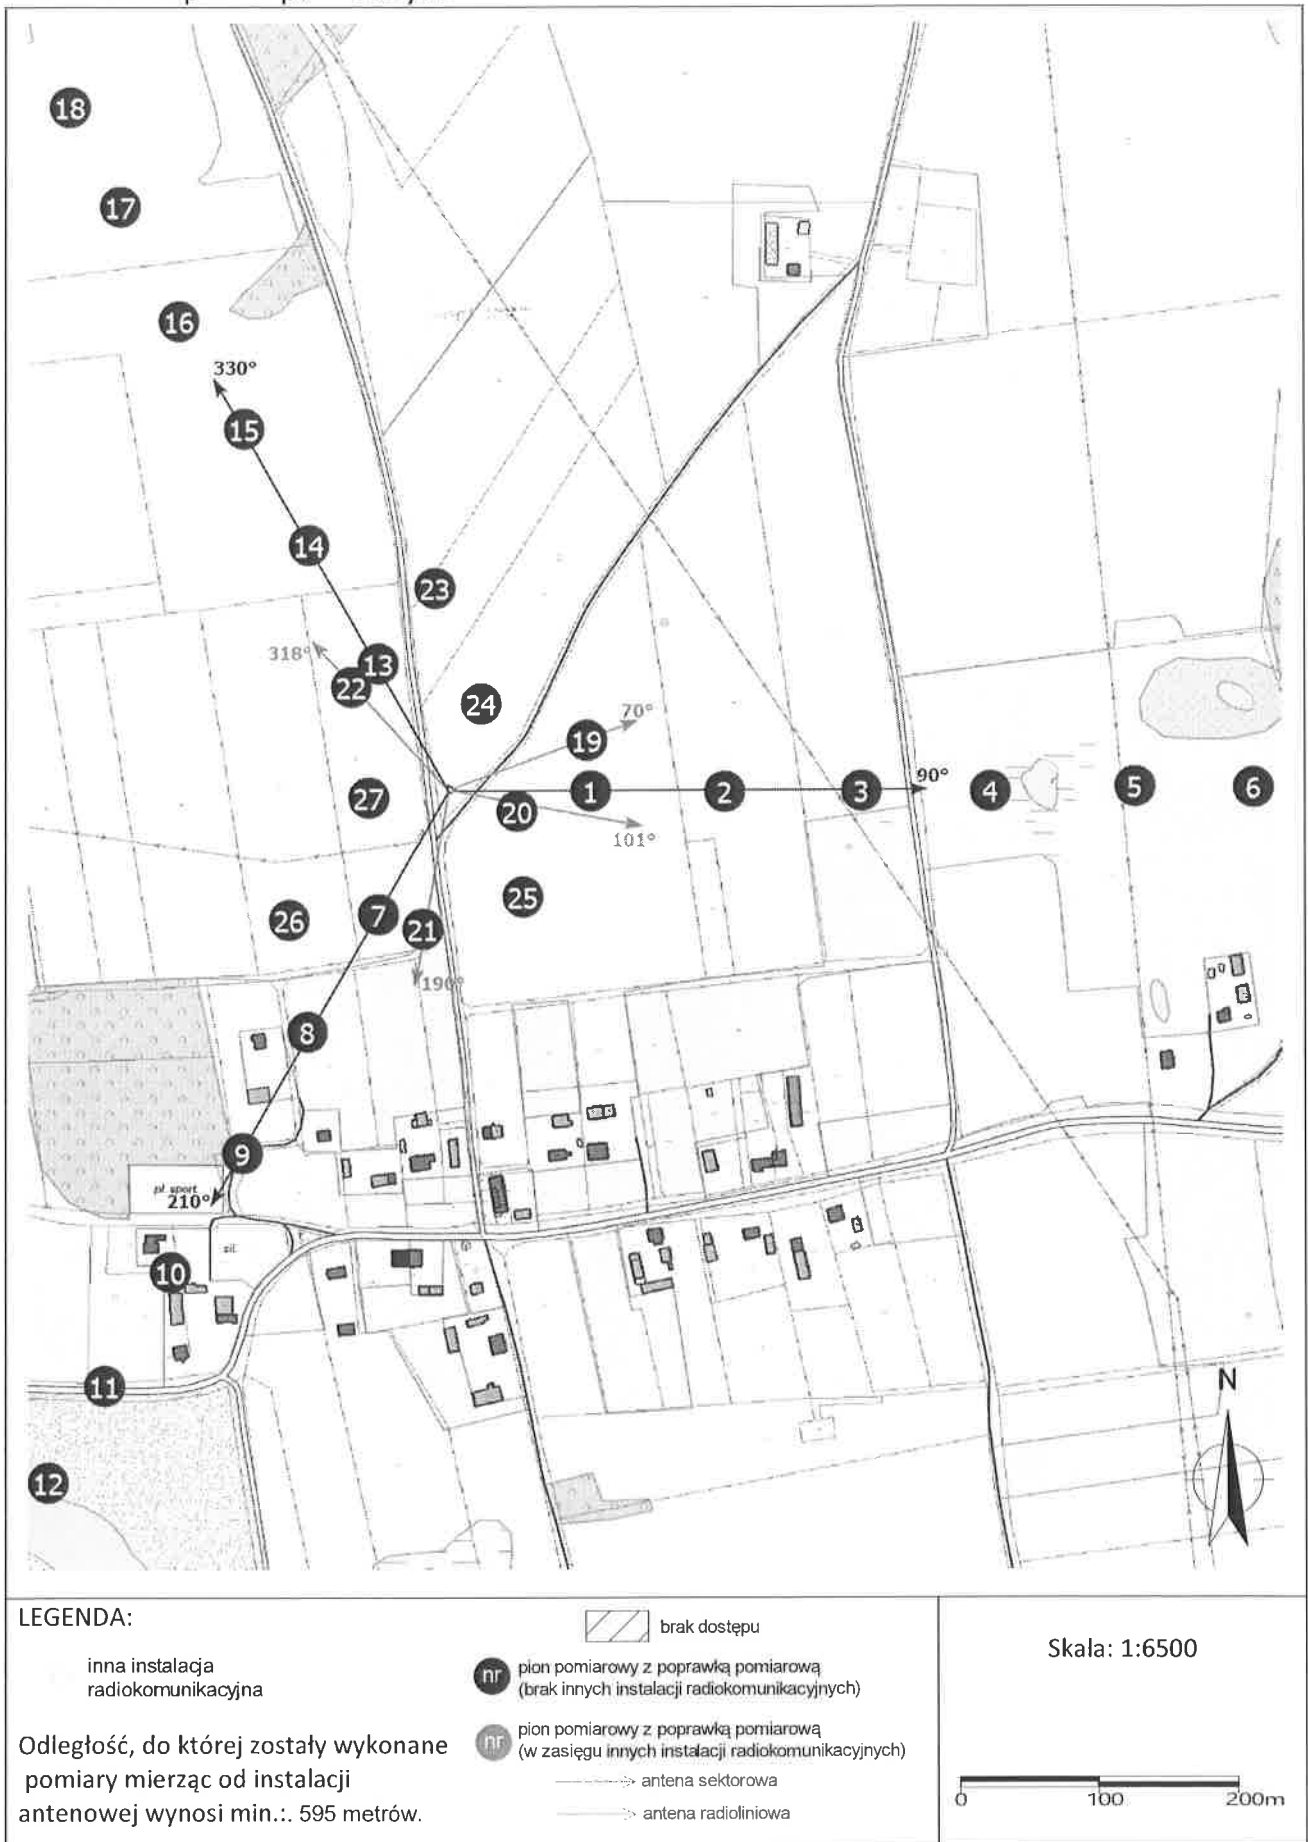 18
17
16
330°
15
14
23
318°
13
22
24
70°
19
90°
27
1
2
3
4
5
6
20
101°
25
26
7
21
190°
8
9
pl. sport.
210°
10
11
12
N
LEGENDA:
inna instalacja
radiokomunikacyjna
Odległość, do której zostały wykonane
pomiary mierząc od instalacji
antenowej wynosi min.:. 595 metrów.
brak dostępu
nr pion pomiarowy z poprawką pomiarową
(brak innych instalacji radiokomunikacyjnych)
nr pion pomiarowy z poprawką pomiarową
(w zasięgu innych instalacji radiokomunikacyjnych)
antena sektorowa
antena radioliniowa
Skala: 1:6500
0 100 200m